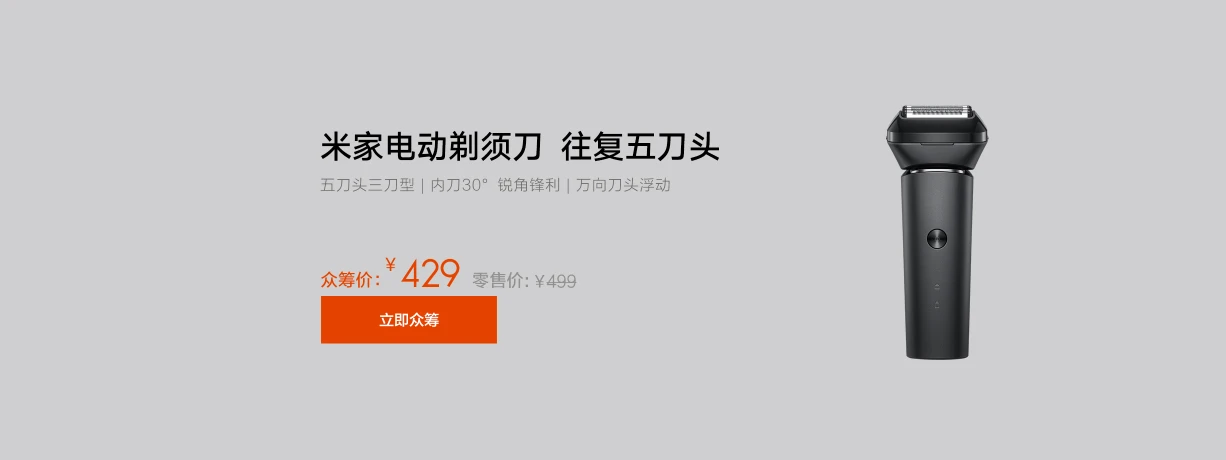 米家电动剃须刀 往复五刀头
五刀头三刀型 | 内刀30° 锐角锋利 | 万向刀头浮动
众筹价: ¥429 零售价: ¥499
立即众筹